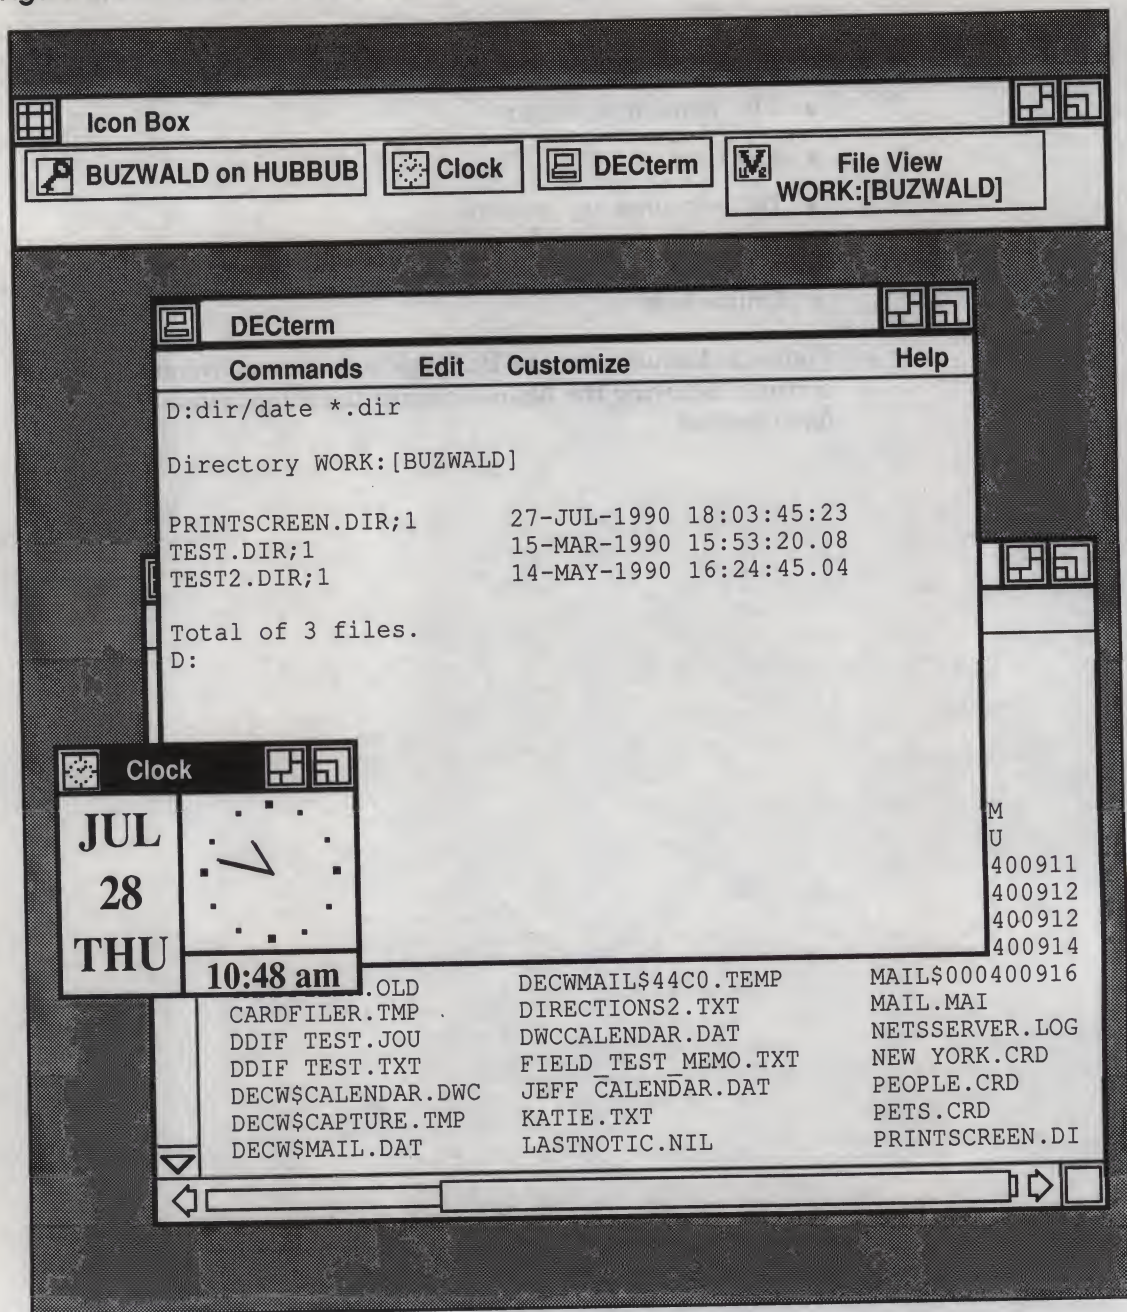 Icon Box
BUZWALD on HUBBUB
Clock
DECterm
File View
WORK:[BUZWALD]
DECterm
Commands Edit Customize Help
D:dir/date *.dir
Directory WORK:[BUZWALD]
PRINTSCREEN.DIR;1 27-JUL-1990 18:03:45:23
TEST.DIR;1 15-MAR-1990 15:53:20.08
TEST2.DIR;1 14-MAY-1990 16:24:45.04
Total of 3 files.
D:
Clock
JUL
28
THU
10:48 am
M
U
400911
400912
400912
400914
.OLD DECWMAIL$44C0.TEMP MAIL$000400916
CARDFILER.TMP DIRECTIONS2.TXT MAIL.MAI
DDIF TEST.JOU DWCCALENDAR.DAT NETSSERVER.LOG
DDIF TEST.TXT FIELD_TEST_MEMO.TXT NEW YORK.CRD
DECW$CALENDAR.DWC JEFF CALENDAR.DAT PEOPLE.CRD
DECW$CAPTURE.TMP KATIE.TXT PETS.CRD
DECW$MAIL.DAT LASTNOTIC.NIL PRINTSCREEN.DI